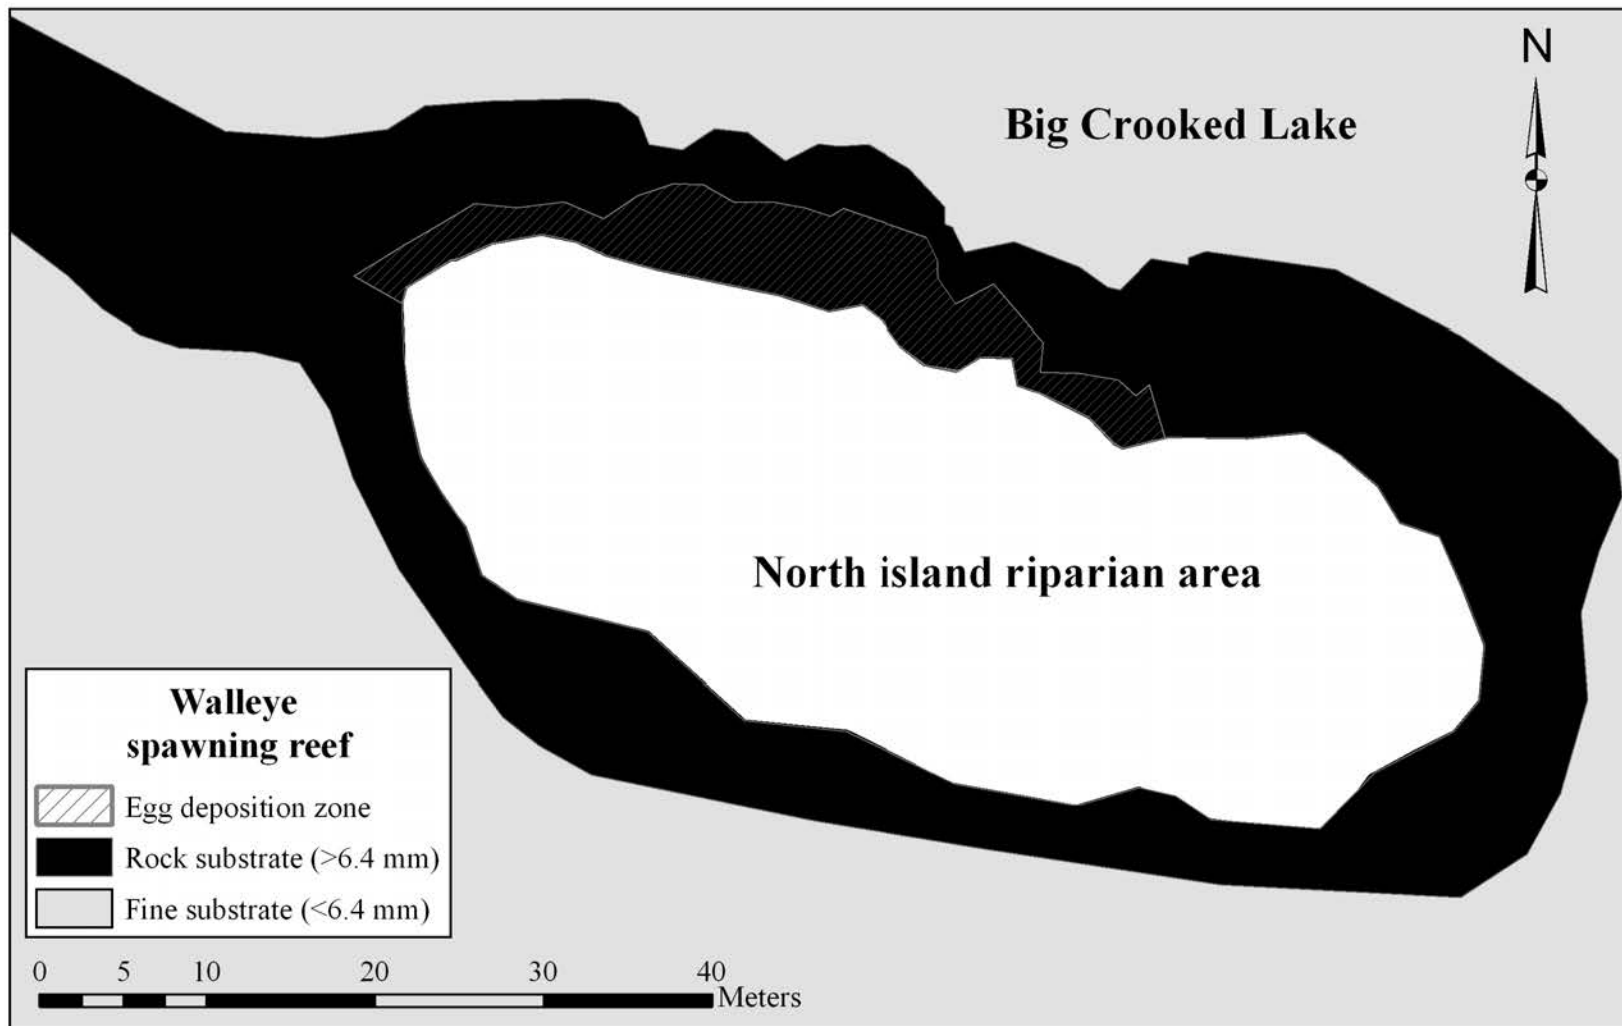 N
Big Crooked Lake
North island riparian area
Walleye
spawning reef
Egg deposition zone
Rock substrate (>6.4 mm)
Fine substrate (<6.4 mm)
0 5 10 20 30 40
Meters